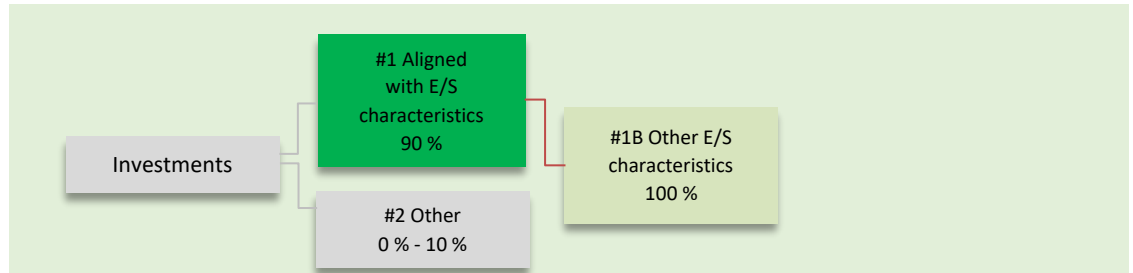 #1 Aligned
with E/S
characteristics
90 %
Investments
#1B Other E/S
characteristics
100 %
#2 Other
0 % - 10 %